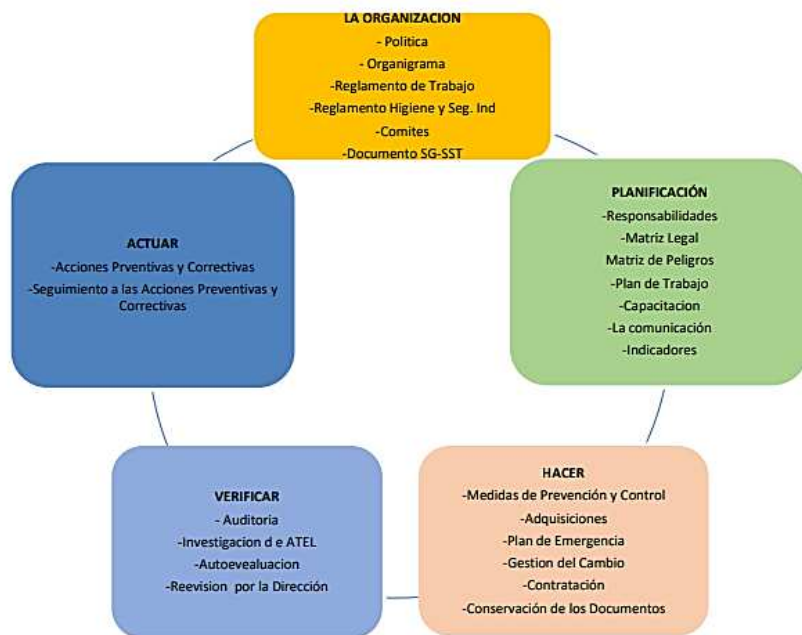 LA ORGANIZACION
- Politica
- Organigrama
-Reglamento de Trabajo
-Reglamento Higiene y Seg. Ind
-Comites
-Documento SG-SST
PLANIFICACIÓN
-Responsabilidades
-Matriz Legal
Matriz de Peligros
-Plan de Trabajo
-Capacitacion
-La comunicación
-Indicadores
HACER
-Medidas de Prevención y Control
-Adquisiciones
-Plan de Emergencia
-Gestion del Cambio
-Contratación
-Conservación de los Documentos
VERIFICAR
- Auditoria
-Investigacion d e ATEL
-Autoevealuacion
-Reevision por la Dirección
ACTUAR
-Acciones Prventivas y Correctivas
-Seguimiento a las Acciones Preventivas y
Correctivas